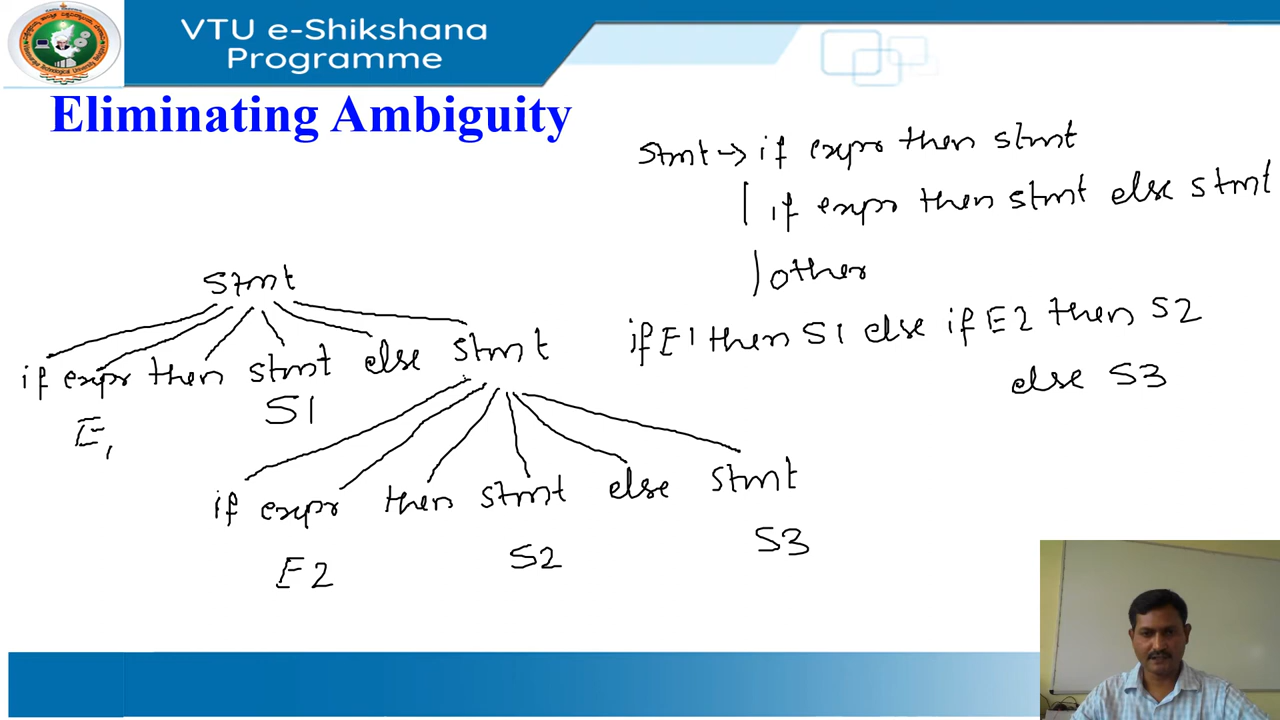 VTU e-Shikshana
Programme
Eliminating Ambiguity
stmt → if expr then stmt
| if expr then stmt else stmt
| other
if E1 then S1 else if E2 then S2
else S3
stmt
if expr then stmt else stmt
E1 S1
if expr then stmt else stmt
E2 S2 S3